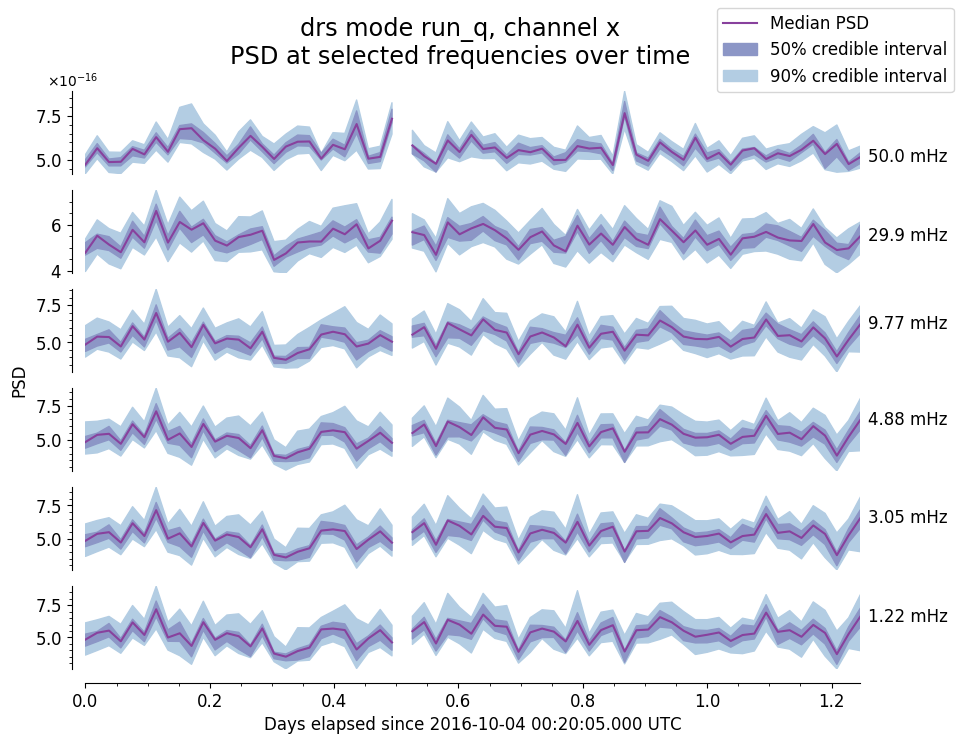 drs mode run_q, channel x
PSD at selected frequencies over time
Median PSD
50% credible interval
90% credible interval
×10−16
7.5
5.0
50.0 mHz
6
4
29.9 mHz
7.5
5.0
9.77 mHz
PSD
7.5
5.0
4.88 mHz
7.5
5.0
3.05 mHz
7.5
5.0
1.22 mHz
0.0 0.2 0.4 0.6 0.8 1.0 1.2
Days elapsed since 2016-10-04 00:20:05.000 UTC